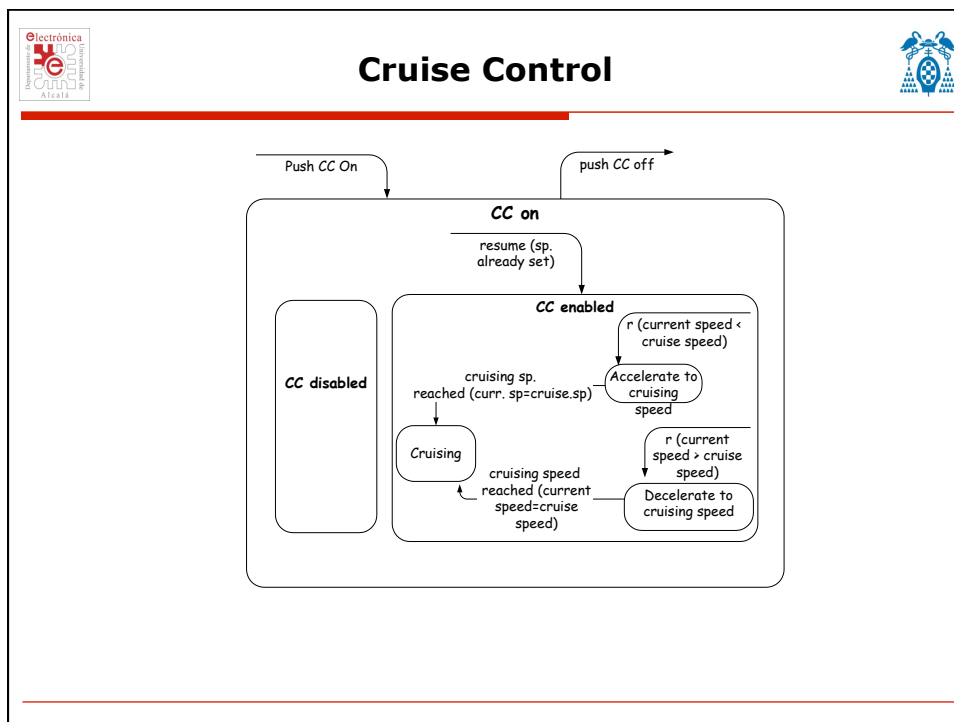 electrónica
Departamento de
Universidad de
Alcalá
Cruise Control
Push CC On
push CC off
CC on
resume (sp.
already set)
CC enabled
r (current speed <
cruise speed)
CC disabled
cruising sp.
reached (curr. sp=cruise.sp)
Accelerate to
cruising
speed
r (current
speed > cruise
speed)
Cruising
cruising speed
reached (current
speed=cruise
speed)
Decelerate to
cruising speed